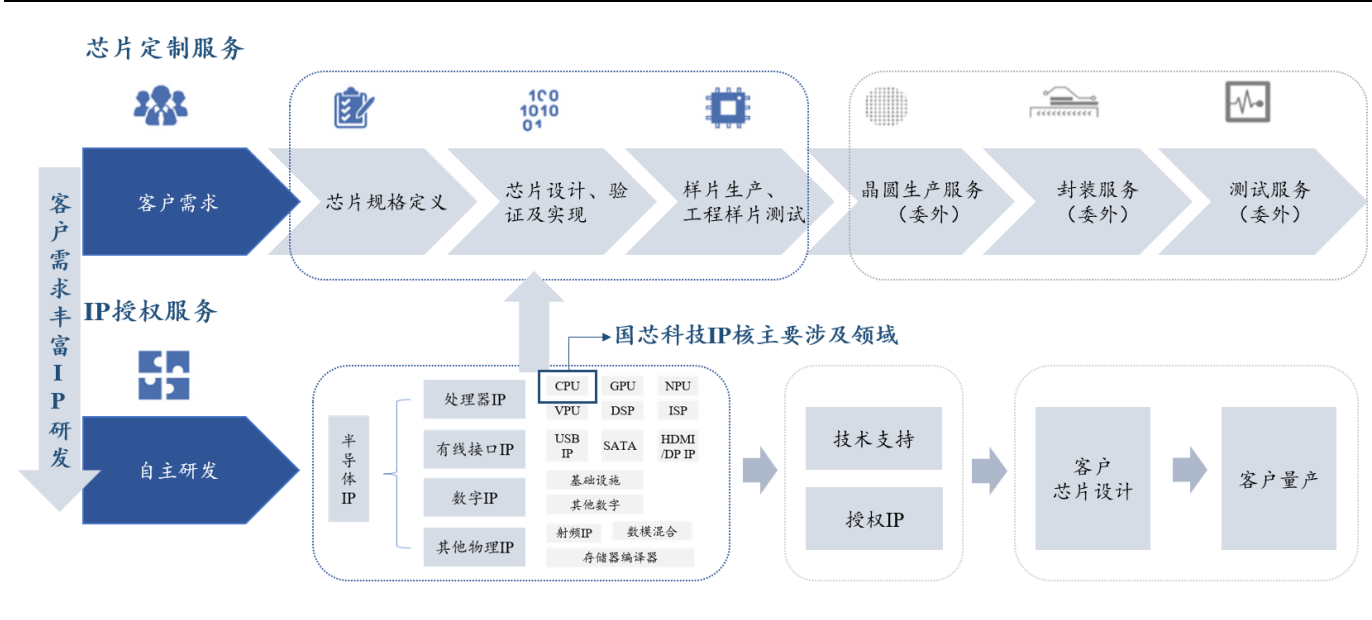 芯片定制服务
100
1010
01
客户需求
芯片规格定义
芯片设计、验
证及实现
样片生产、
工程样片测试
晶圆生产服务
（委外）
封装服务
（委外）
测试服务
（委外）
客户需求丰富IP研发
IP授权服务
国芯科技IP核主要涉及领域
自主研发
半导体IP
处理器IP
CPU
GPU
NPU
VPU
DSP
ISP
有线接口IP
USB
IP
SATA
HDMI
/DP IP
数字IP
基础设施
其他数字
其他物理IP
射频IP
数模混合
存储器编译器
技术支持
授权IP
客户
芯片设计
客户量产